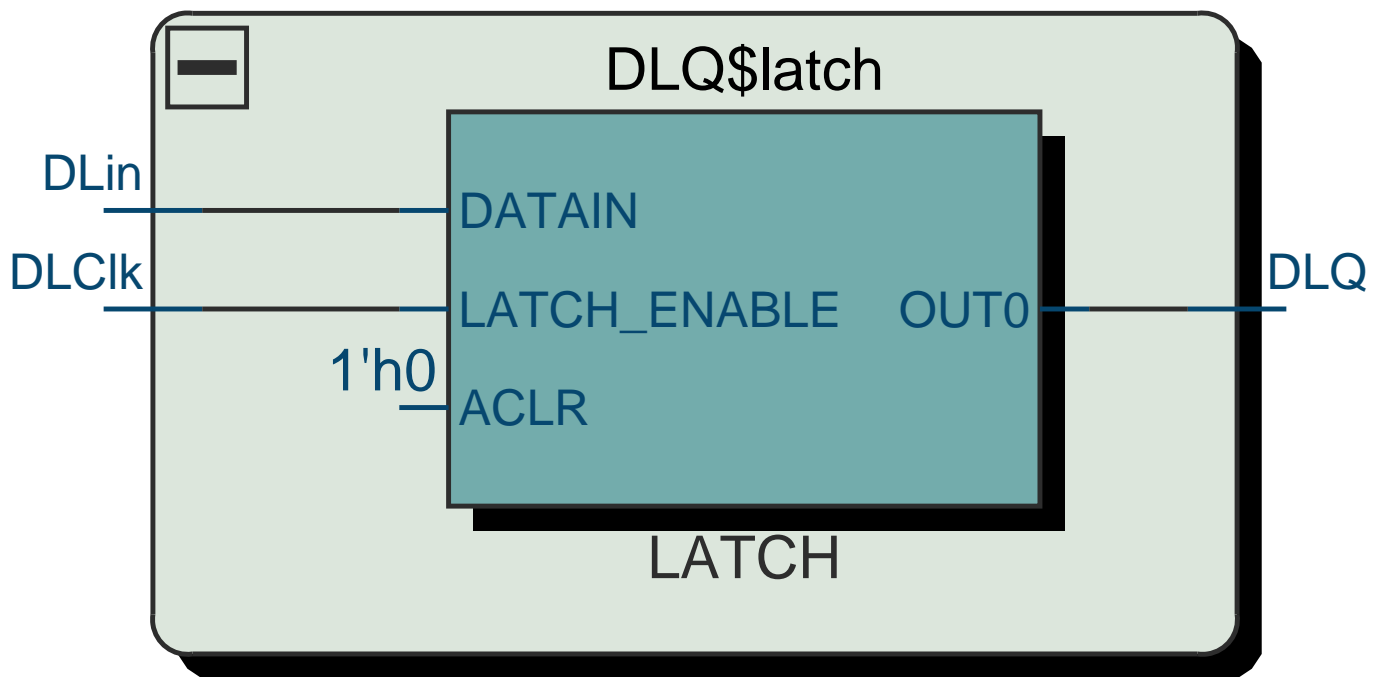 DLQ$latch
DLin
DATAIN
DLClk
LATCH_ENABLE
OUT0
DLQ
1'h0
ACLR
LATCH